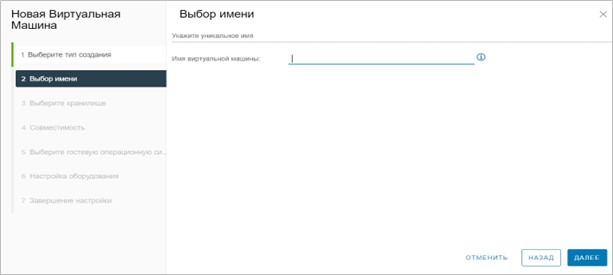 Новая Виртуальная
Машина
1 Выберите тип создания
2 Выбор имени
3 Выберите хранилище
4 Совместимость
5 Выберите гостевую операционную си...
6 Настройка оборудования
7 Завершение настройки
Выбор имени
Укажите уникальное имя
Имя виртуальной машины:
ОТМЕНИТЬ
НАЗАД
ДАЛЕЕ